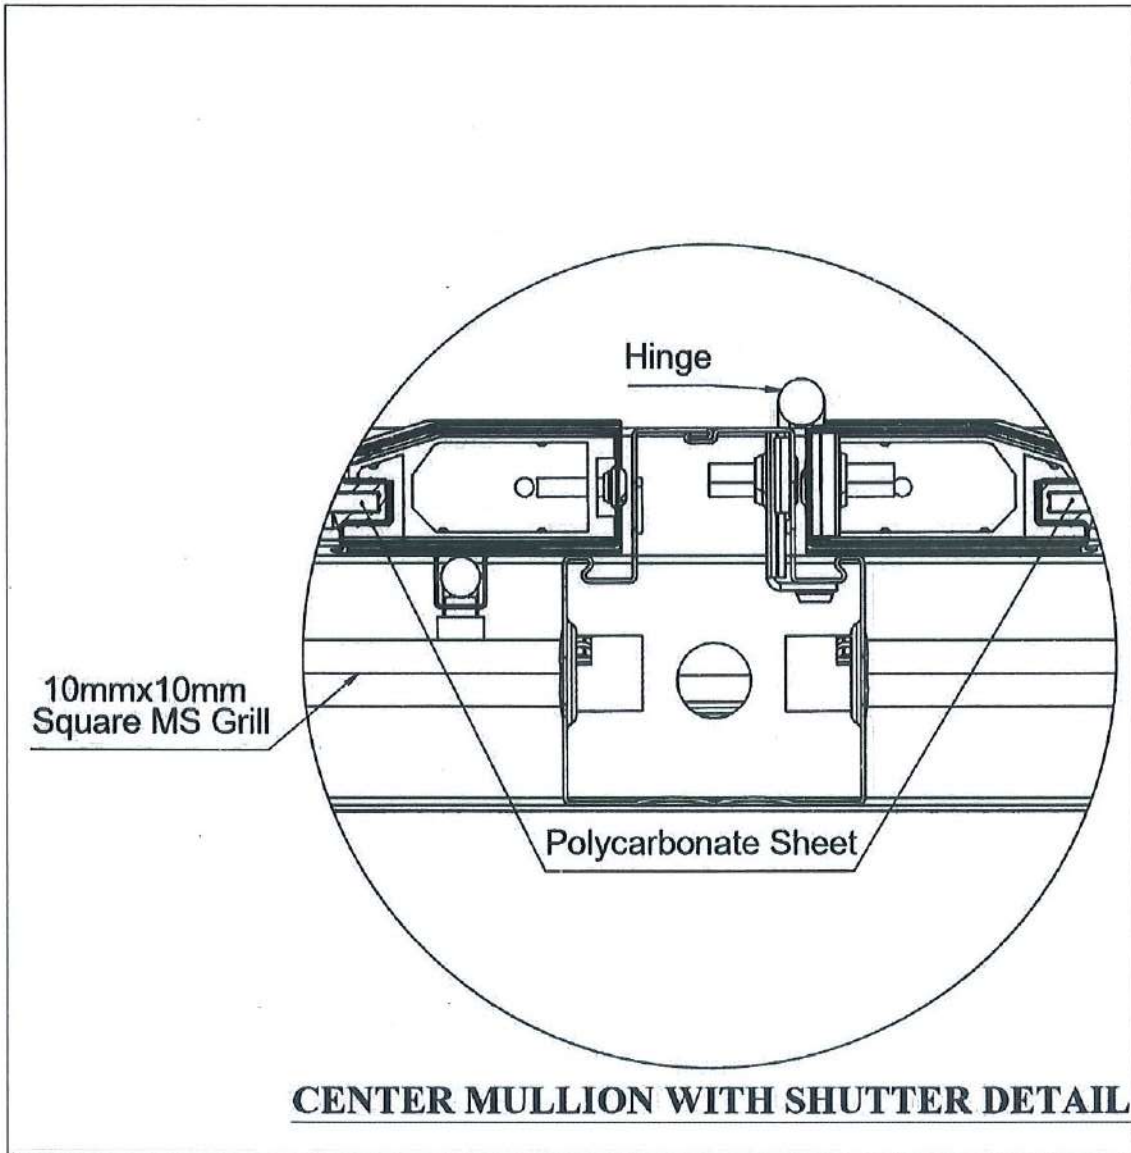 Hinge
10mmx10mm
Square MS Grill
Polycarbonate Sheet
CENTER MULLION WITH SHUTTER DETAIL